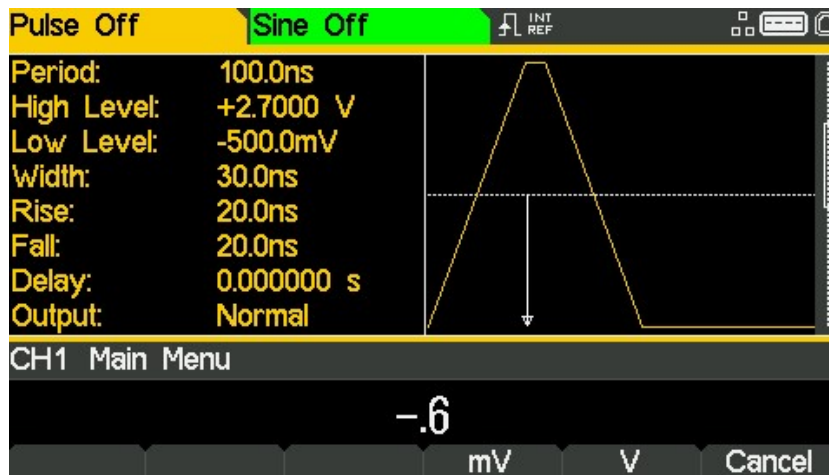 Pulse Off Sine Off INT REF
Period: 100.0ns
High Level: +2.7000 V
Low Level: -500.0mV
Width: 30.0ns
Rise: 20.0ns
Fall: 20.0ns
Delay: 0.000000 s
Output: Normal
CH1 Main Menu
-.6
mV V Cancel